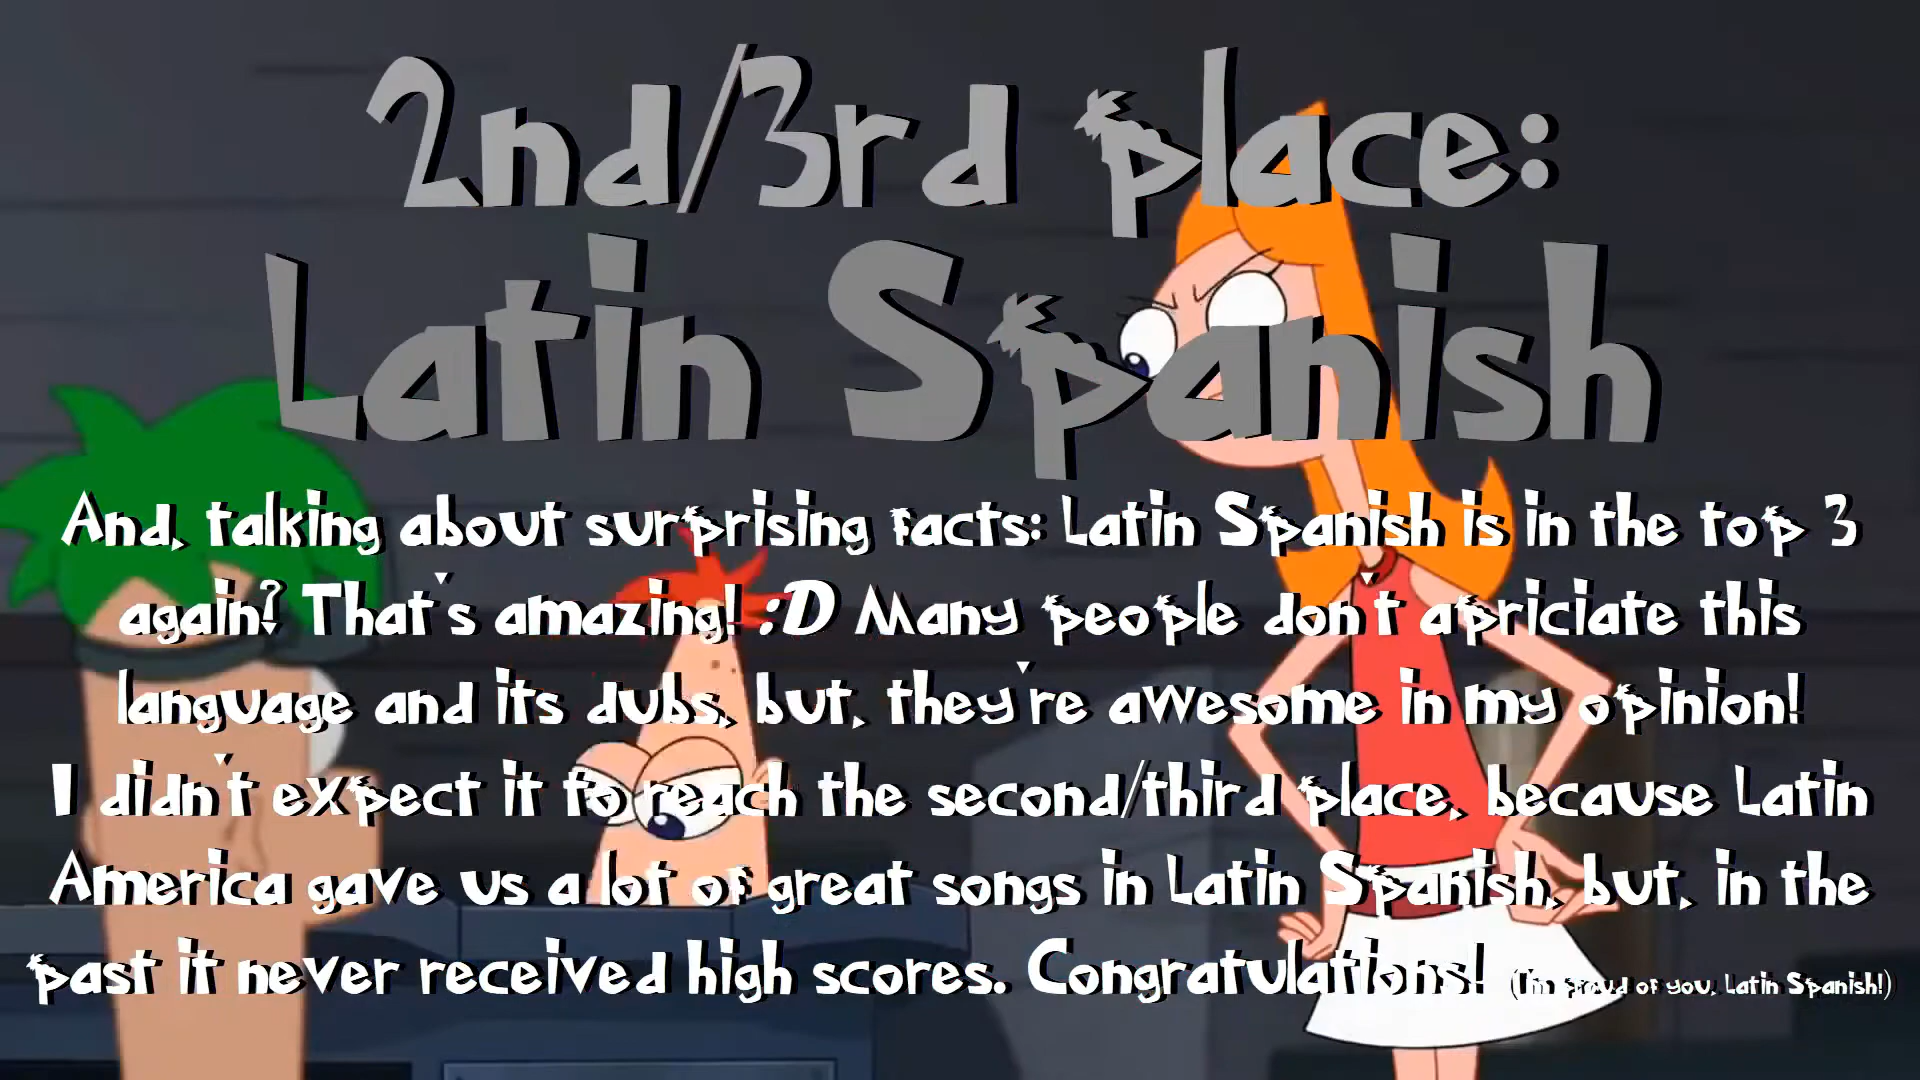 2nd/3rd place:
Latin Spanish
And, talking about surprising facts: Latin Spanish is in the top 3
again? That's amazing! :D Many people don't apriciate this
language and its dubs, but, they're awesome in my opinion!
I didn't expect it to reach the second/third place, because Latin
America gave us a lot of great songs in Latin Spanish, but, in the
past it never received high scores. Congratulations! (I'm proud of you, Latin Spanish!)